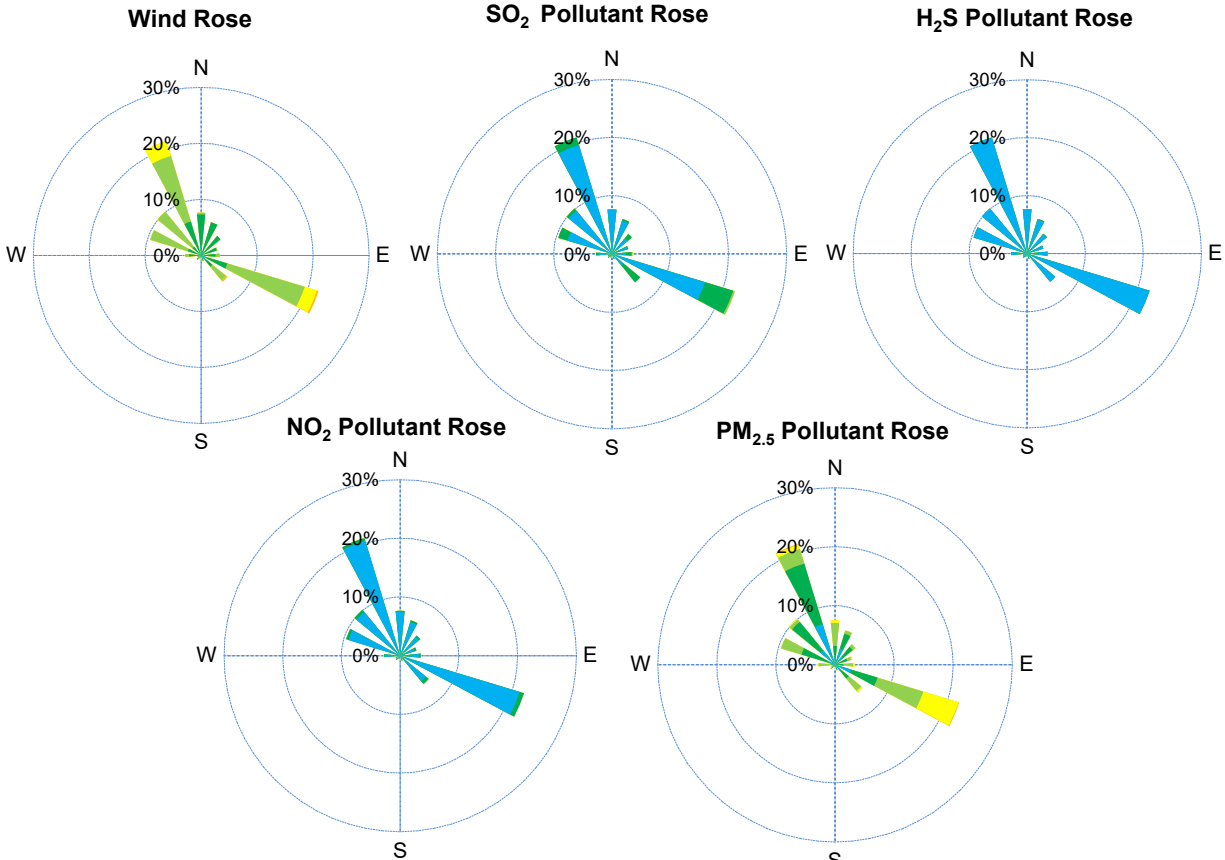 Wind Rose
N
30%
20%
10%
0%
W
E
S
SO₂ Pollutant Rose
N
30%
20%
10%
0%
W
E
S
H₂S Pollutant Rose
N
30%
20%
10%
0%
W
E
S
NO₂ Pollutant Rose
N
30%
20%
10%
0%
W
E
S
PM₂.₅ Pollutant Rose
N
30%
20%
10%
0%
W
E
S